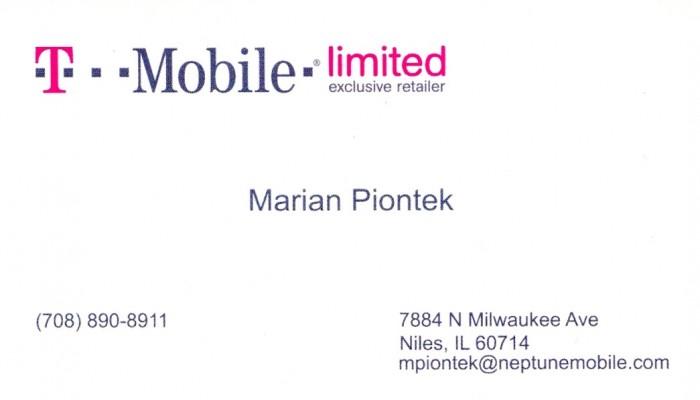 T··Mobile· ® limited
exclusive retailer
Marian Piontek
(708) 890-8911
7884 N Milwaukee Ave
Niles, IL 60714
mpiontek@neptunemobile.com